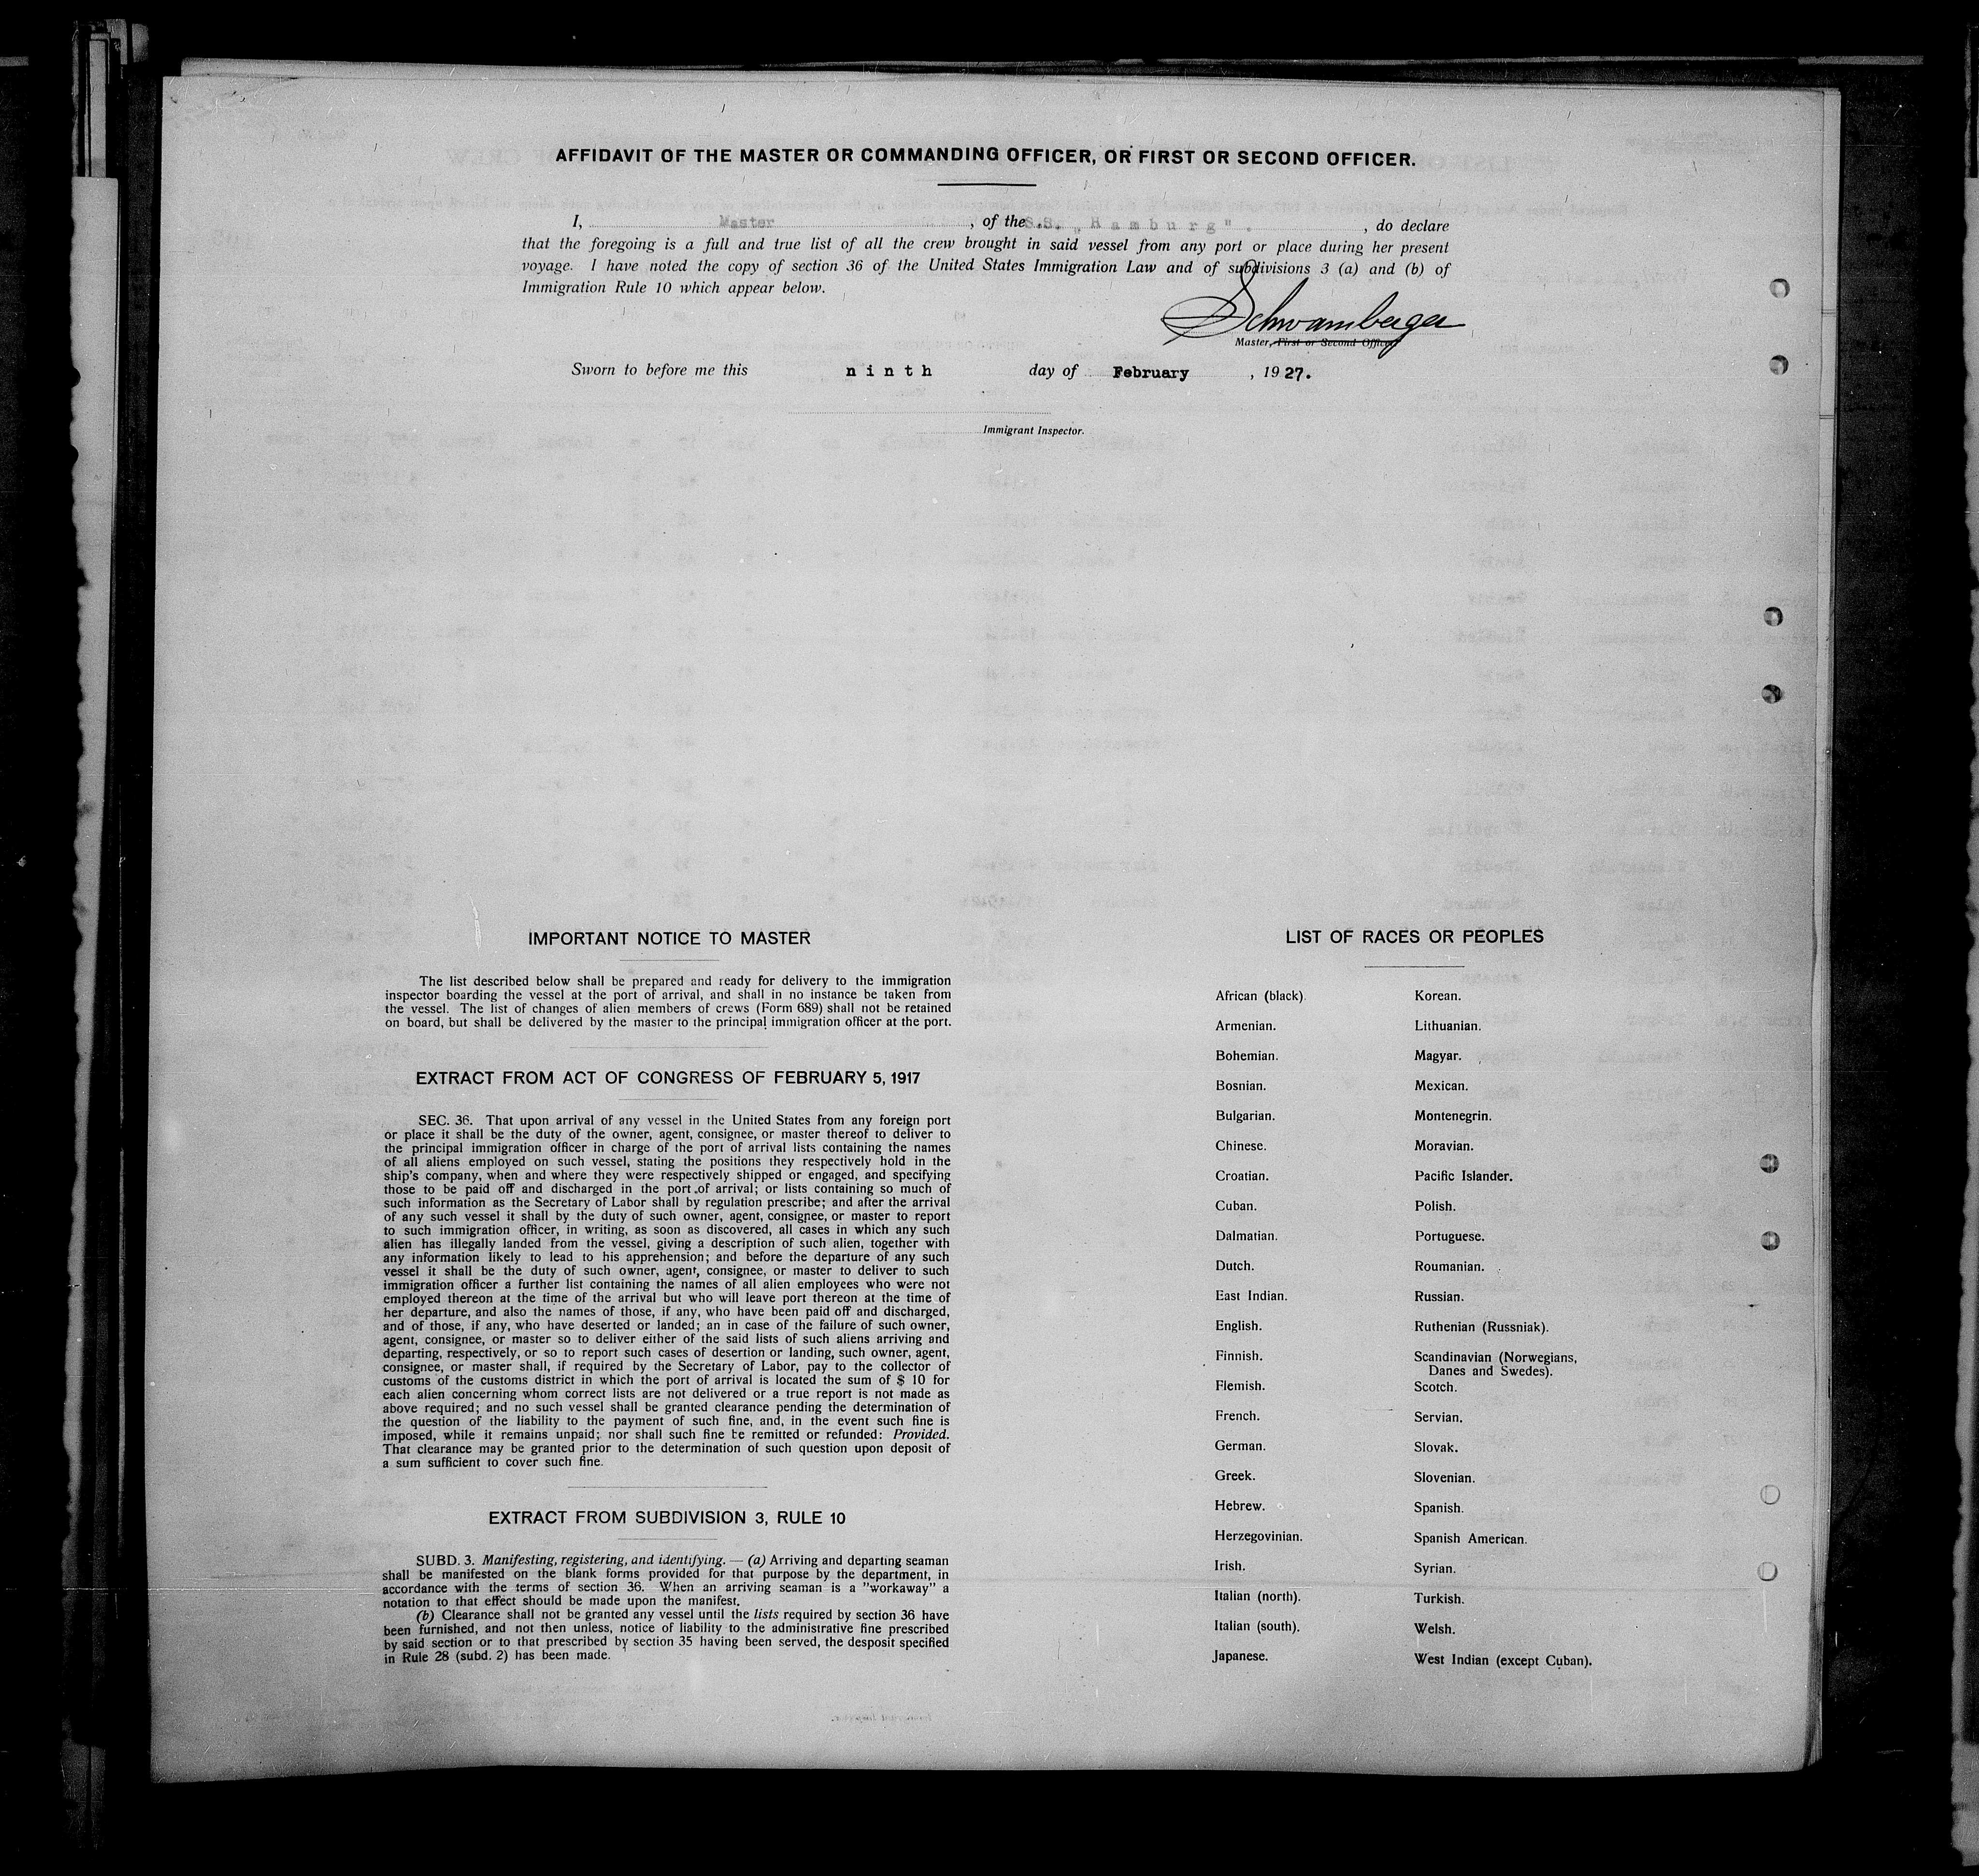 AFFIDAVIT OF THE MASTER OR COMMANDING OFFICER, OR FIRST OR SECOND OFFICER.
I, Master, of the S.S. „Hamburg". , do declare
that the foregoing is a full and true list of all the crew brought in said vessel from any port or place during her present
voyage. I have noted the copy of section 36 of the United States Immigration Law and of subdivisions 3 (a) and (b) of
Immigration Rule 10 which appear below.
Schwamberger
Master, First or Second Officer
Sworn to before me this ninth day of February, 1927.
Immigrant Inspector.
IMPORTANT NOTICE TO MASTER
The list described below shall be prepared and ready for delivery to the immigration
inspector boarding the vessel at the port of arrival, and shall in no instance be taken from
the vessel. The list of changes of alien members of crews (Form 689) shall not be retained
on board, but shall be delivered by the master to the principal immigration officer at the port.
EXTRACT FROM ACT OF CONGRESS OF FEBRUARY 5, 1917
SEC. 36. That upon arrival of any vessel in the United States from any foreign port
or place it shall be the duty of the owner, agent, consignee, or master thereof to deliver to
the principal immigration officer in charge of the port of arrival lists containing the names
of all aliens employed on such vessel, stating the positions they respectively hold in the
ship's company, when and where they were respectively shipped or engaged, and specifying
those to be paid off and discharged in the port of arrival; or lists containing so much of
such information as the Secretary of Labor shall by regulation prescribe; and after the arrival
of any such vessel it shall by the duty of such owner, agent, consignee, or master to report
to such immigration officer, in writing, as soon as discovered, all cases in which any such
alien has illegally landed from the vessel, giving a description of such alien, together with
any information likely to lead to his apprehension; and before the departure of any such
vessel it shall be the duty of such owner, agent, consignee, or master to deliver to such
immigration officer a further list containing the names of all alien employees who were not
employed thereon at the time of the arrival but who will leave port thereon at the time of
her departure, and also the names of those, if any, who have been paid off and discharged,
and of those, if any, who have deserted or landed; an in case of the failure of such owner,
agent, consignee, or master so to deliver either of the said lists of such aliens arriving and
departing, respectively, or so to report such cases of desertion or landing, such owner, agent,
consignee, or master shall, if required by the Secretary of Labor, pay to the collector of
customs of the customs district in which the port of arrival is located the sum of $ 10 for
each alien concerning whom correct lists are not delivered or a true report is not made as
above required; and no such vessel shall be granted clearance pending the determination of
the question of the liability to the payment of such fine, and, in the event such fine is
imposed, while it remains unpaid; nor shall such fine be remitted or refunded: Provided.
That clearance may be granted prior to the determination of such question upon deposit of
a sum sufficient to cover such fine.
EXTRACT FROM SUBDIVISION 3, RULE 10
SUBD. 3. Manifesting, registering, and identifying. — (a) Arriving and departing seaman
shall be manifested on the blank forms provided for that purpose by the department, in
accordance with the terms of section 36. When an arriving seaman is a "workaway" a
notation to that effect should be made upon the manifest.
(b) Clearance shall not be granted any vessel until the lists required by section 36 have
been furnished, and not then unless, notice of liability to the administrative fine prescribed
by said section or to that prescribed by section 35 having been served, the desposit specified
in Rule 28 (subd. 2) has been made.
LIST OF RACES OR PEOPLES
African (black).
Armenian.
Bohemian.
Bosnian.
Bulgarian.
Chinese.
Croatian.
Cuban.
Dalmatian.
Dutch.
East Indian.
English.
Finnish.
Flemish.
French.
German.
Greek.
Hebrew.
Herzegovinian.
Irish.
Italian (north).
Italian (south).
Japanese.
Korean.
Lithuanian.
Magyar.
Mexican.
Montenegrin.
Moravian.
Pacific Islander.
Polish.
Portuguese.
Roumanian.
Russian.
Ruthenian (Russniak).
Scandinavian (Norwegians,
Danes and Swedes).
Scotch.
Servian.
Slovak.
Slovenian.
Spanish.
Spanish American.
Syrian.
Turkish.
Welsh.
West Indian (except Cuban).